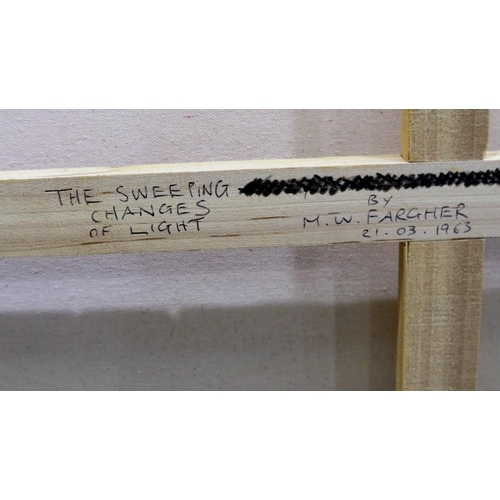 THE SWEEPING
CHANGES
OF LIGHT
BY
M.W. FARGHER
21.03.1963